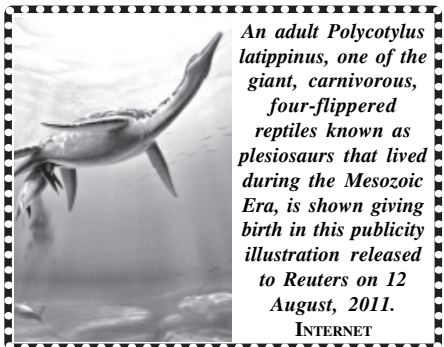 An adult Polycotylus
latippinus, one of the
giant, carnivorous,
four-flippered
reptiles known as
plesiosaurs that lived
during the Mesozoic
Era, is shown giving
birth in this publicity
illustration released
to Reuters on 12
August, 2011.
INTERNET